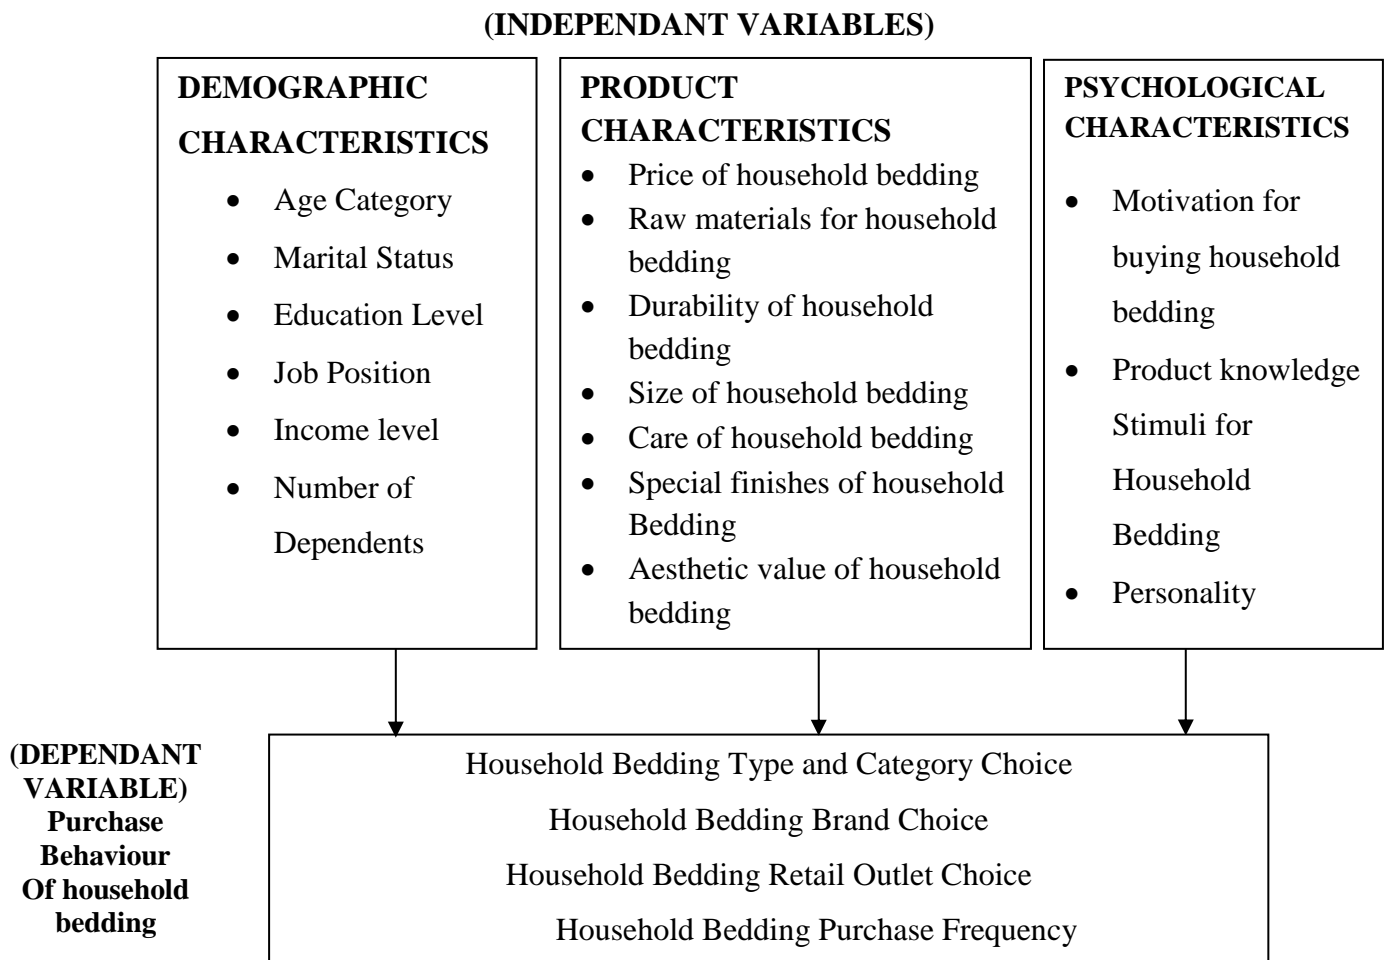 (INDEPENDANT VARIABLES)
DEMOGRAPHIC
CHARACTERISTICS
• Age Category
• Marital Status
• Education Level
• Job Position
• Income level
• Number of
Dependents
PRODUCT
CHARACTERISTICS
• Price of household bedding
• Raw materials for household
bedding
• Durability of household
bedding
• Size of household bedding
• Care of household bedding
• Special finishes of household
Bedding
• Aesthetic value of household
bedding
PSYCHOLOGICAL
CHARACTERISTICS
• Motivation for
buying household
bedding
• Product knowledge
Stimuli for
Household
Bedding
• Personality
(DEPENDANT
VARIABLE)
Purchase
Behaviour
Of household
bedding
Household Bedding Type and Category Choice
Household Bedding Brand Choice
Household Bedding Retail Outlet Choice
Household Bedding Purchase Frequency